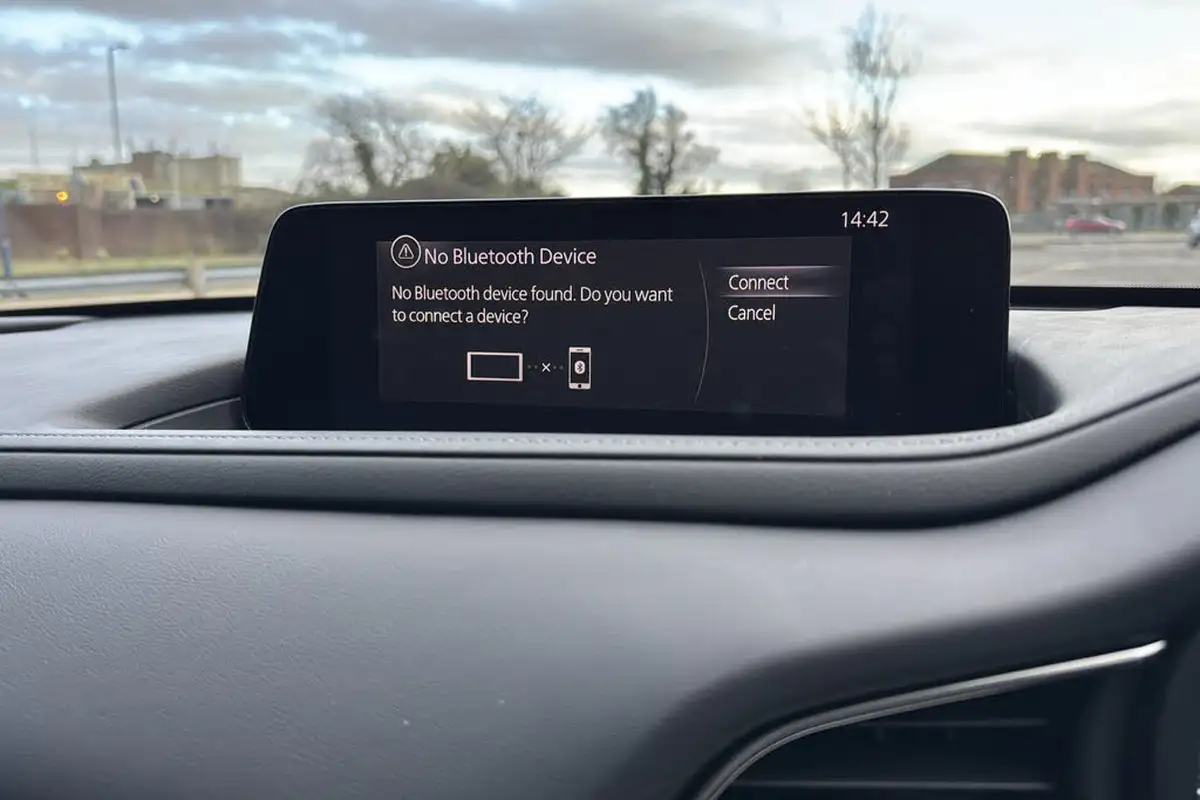 14:42
No Bluetooth Device
No Bluetooth device found. Do you want
to connect a device?
Connect
Cancel